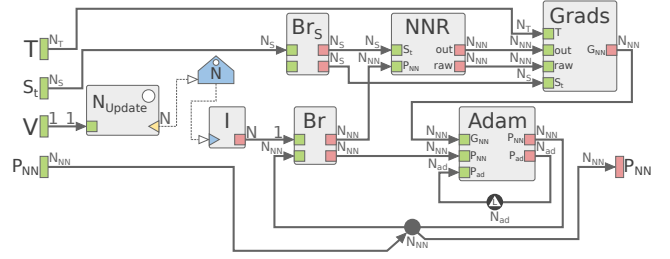 T
N_T
S_t
N_S
V
1
1
P_NN
N_NN
N_Update
N
N
I
N
1
Br_S
N_S
N_S
N_S
Br
N_NN
N_NN
N_NN
NNR
S_t
P_NN
N_NN
out
raw
N_NN
N_NN
Grads
T
out
raw
S_t
G_NN
N_T
N_NN
N_NN
N_S
N_NN
Adam
G_NN
P_NN
P_ad
P_NN
P_ad
N_NN
N_NN
N_ad
N_NN
N_ad
L
N_ad
N_NN
N_NN
P_NN